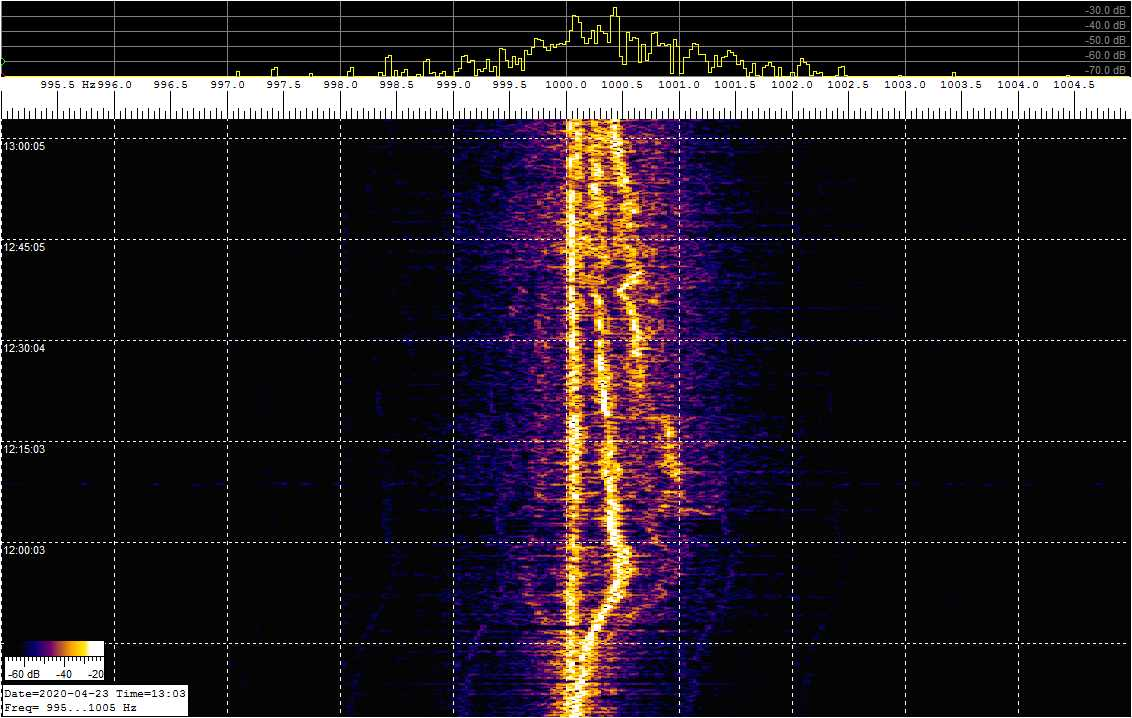 -30.0 dB
-40.0 dB
-50.0 dB
-60.0 dB
-70.0 dB
995.5 Hz 996.0 996.5 997.0 997.5 998.0 998.5 999.0 999.5 1000.0 1000.5 1001.0 1001.5 1002.0 1002.5 1003.0 1003.5 1004.0 1004.5
13:00:05
12:45:05
12:30:04
12:15:03
12:00:03
-60 dB -40 -20
Date=2020-04-23 Time=13:03
Freq= 995...1005 Hz